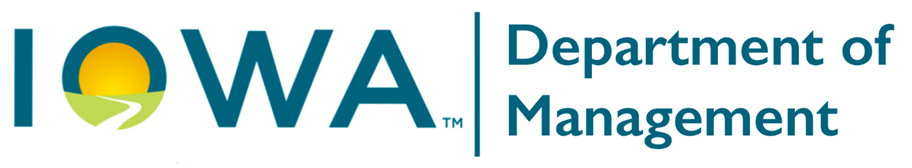 IOWA™
Department of
Management